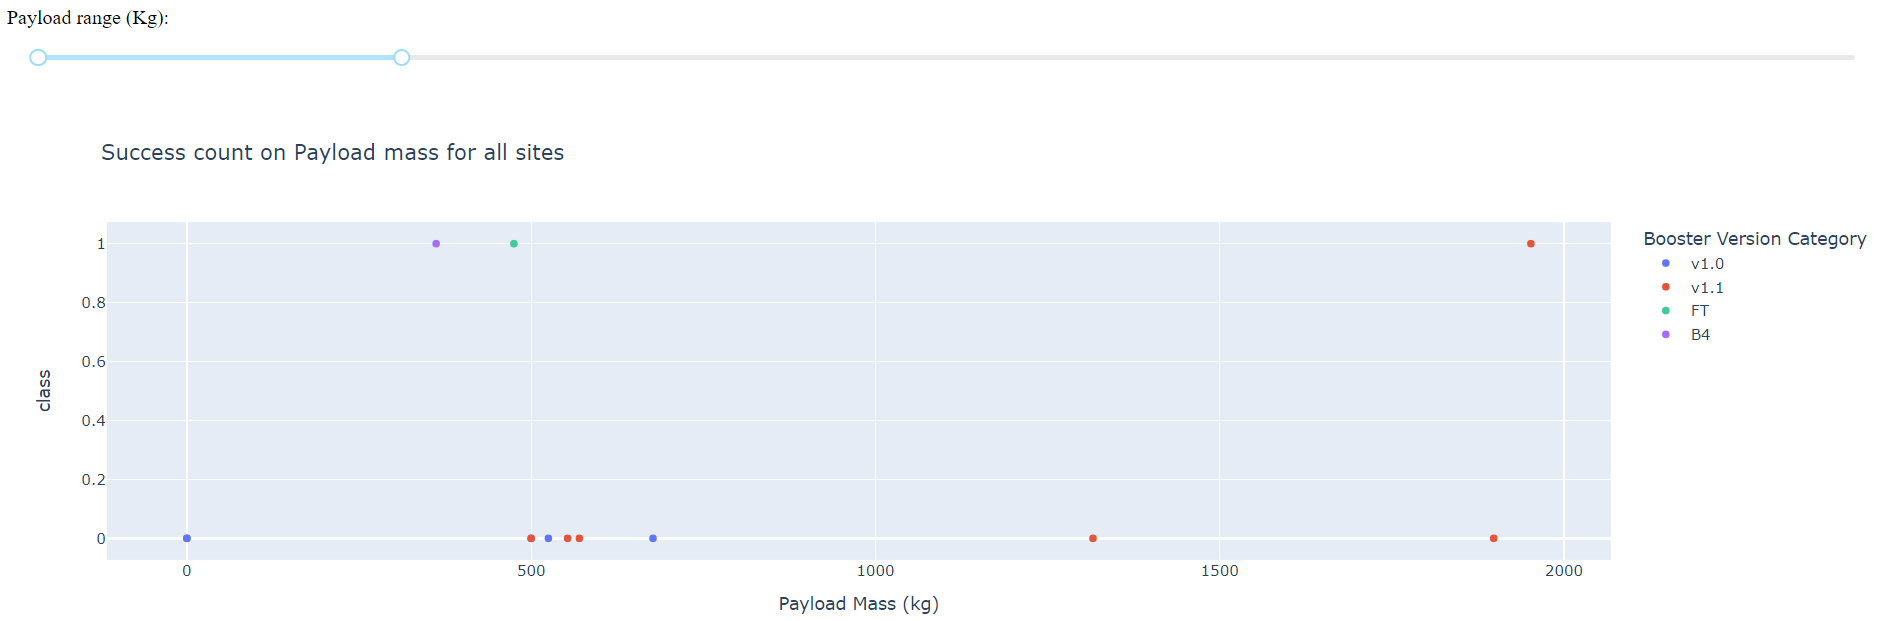 Payload range (Kg):
Success count on Payload mass for all sites
1
0.8
0.6
0.4
0.2
0
class
0 500 1000 1500 2000
Payload Mass (kg)
Booster Version Category
v1.0
v1.1
FT
B4